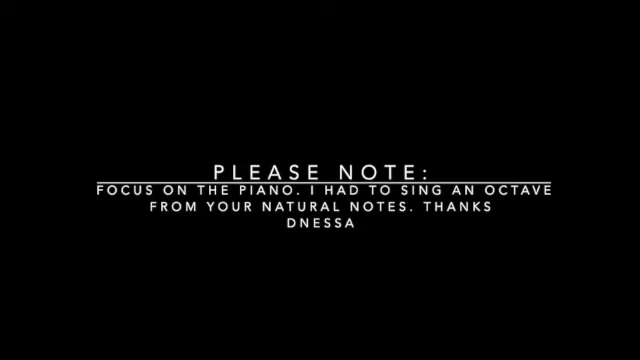 PLEASE NOTE:
FOCUS ON THE PIANO. I HAD TO SING AN OCTAVE
FROM YOUR NATURAL NOTES. THANKS
DNESSA